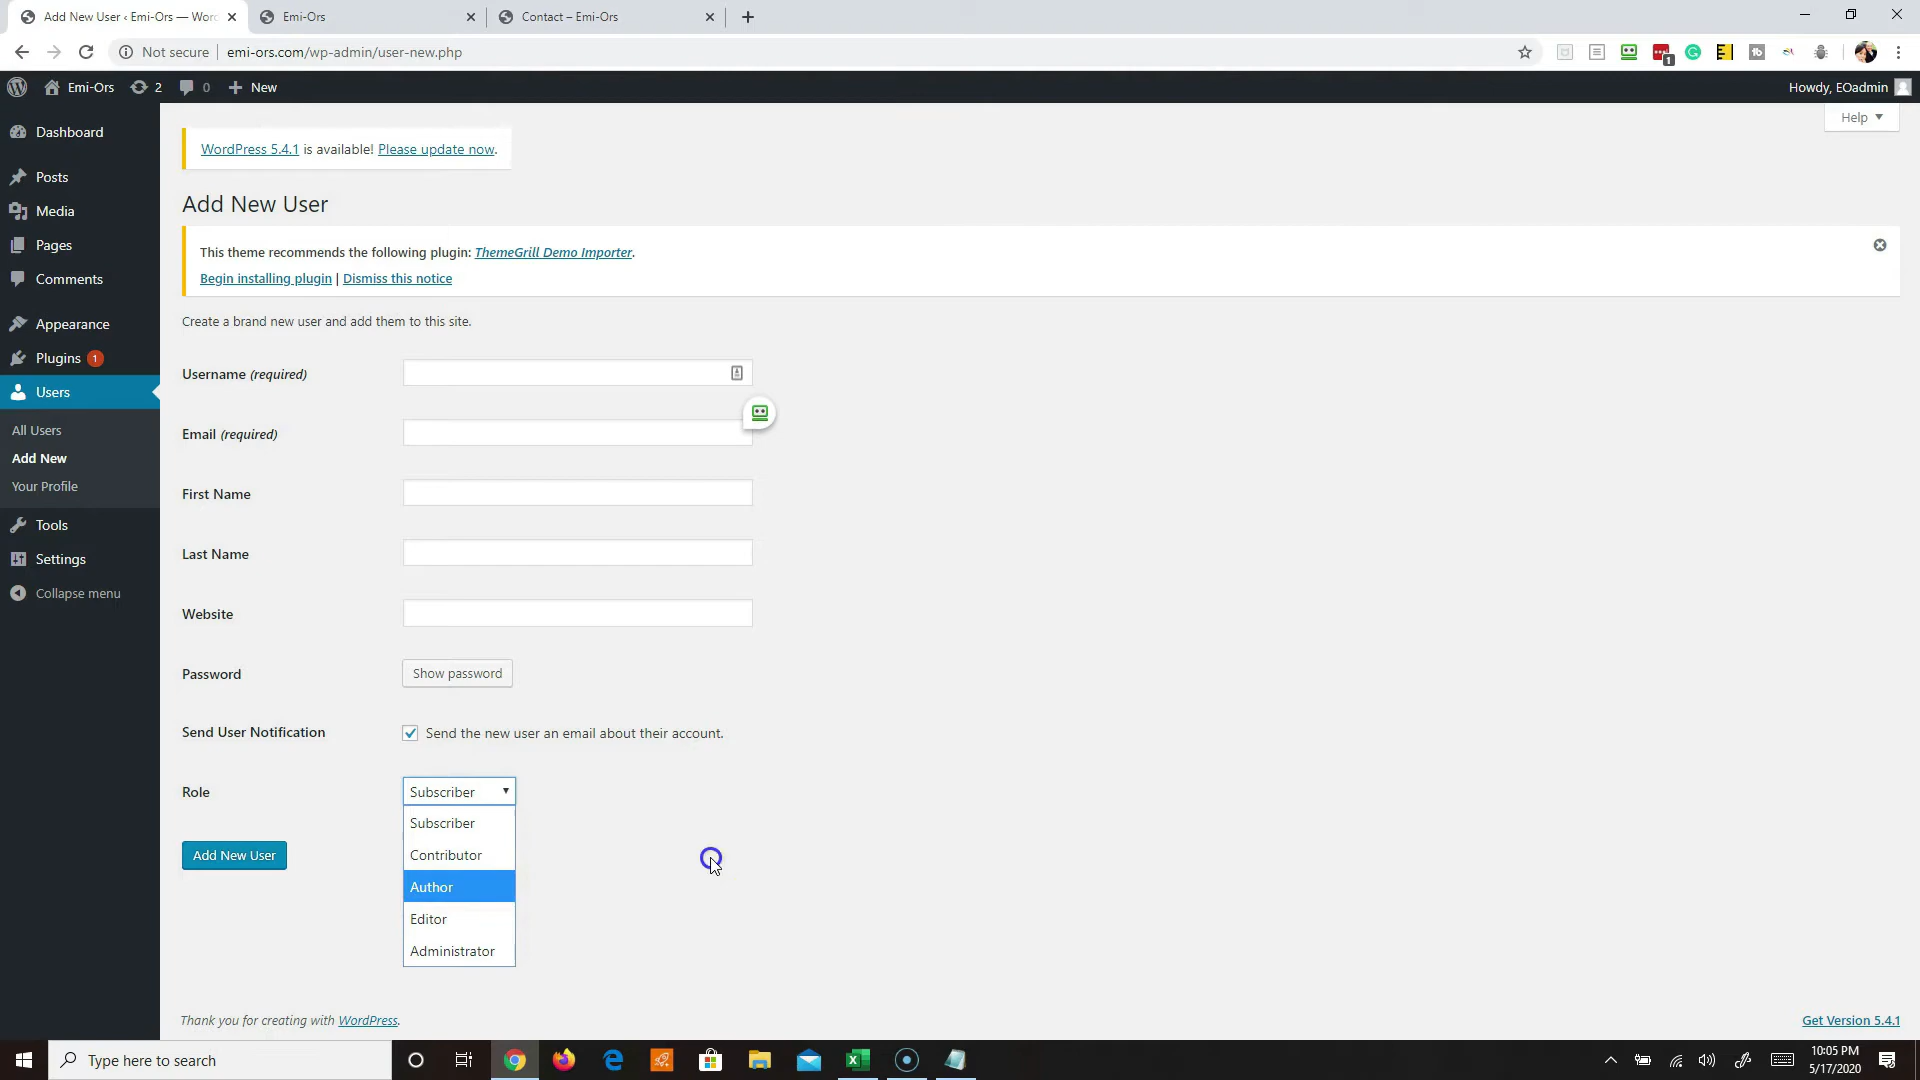 Add New User ‹ Emi-Ors — Wor
Emi-Ors
Contact – Emi-Ors
Not secure
emi-ors.com/wp-admin/user-new.php
1
Emi-Ors
2
0
New
Howdy, EOadmin
Help
Dashboard
Posts
Media
Pages
Comments
Appearance
Plugins 1
Users
All Users
Add New
Your Profile
Tools
Settings
Collapse menu
WordPress 5.4.1 is available! Please update now.
Add New User
This theme recommends the following plugin: ThemeGrill Demo Importer.
Begin installing plugin | Dismiss this notice
Create a brand new user and add them to this site.
Username (required)
Email (required)
First Name
Last Name
Website
Password
Show password
Send User Notification
Send the new user an email about their account.
Role
Subscriber
Subscriber
Contributor
Author
Editor
Administrator
Add New User
Thank you for creating with WordPress.
Get Version 5.4.1
Type here to search
10:05 PM
5/17/2020